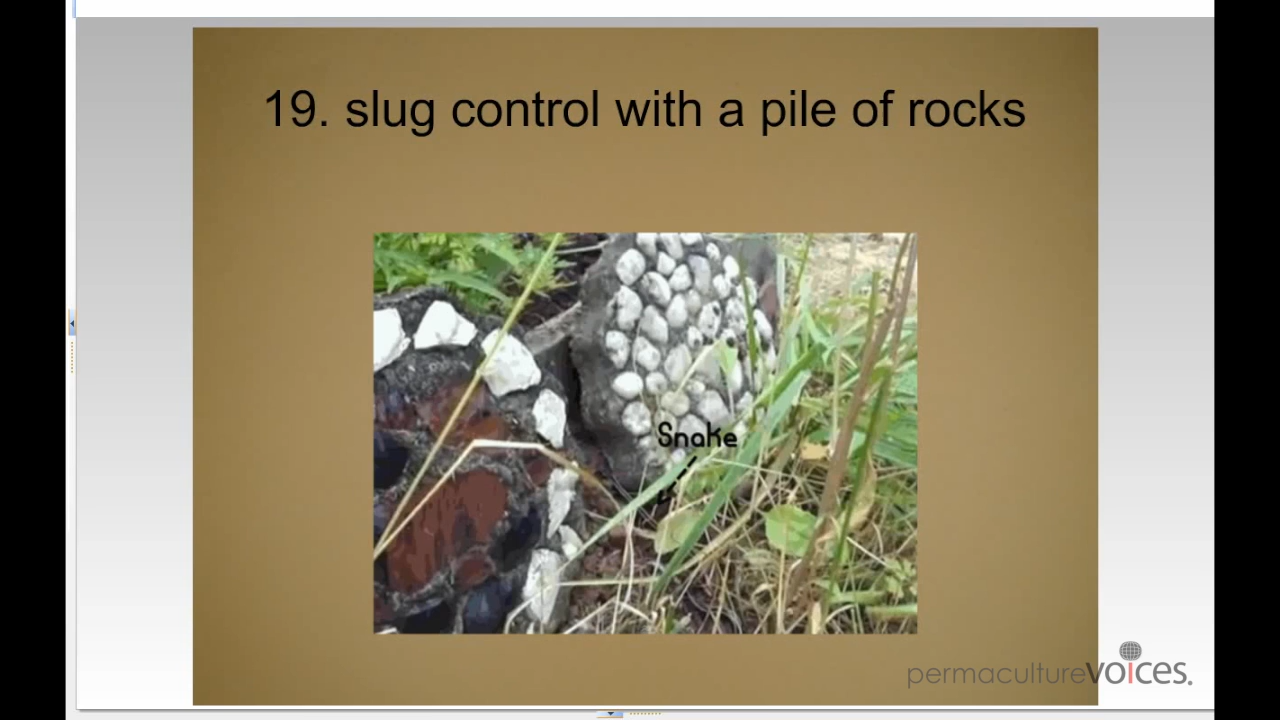 19. slug control with a pile of rocks
Snake
permaculturevoices.